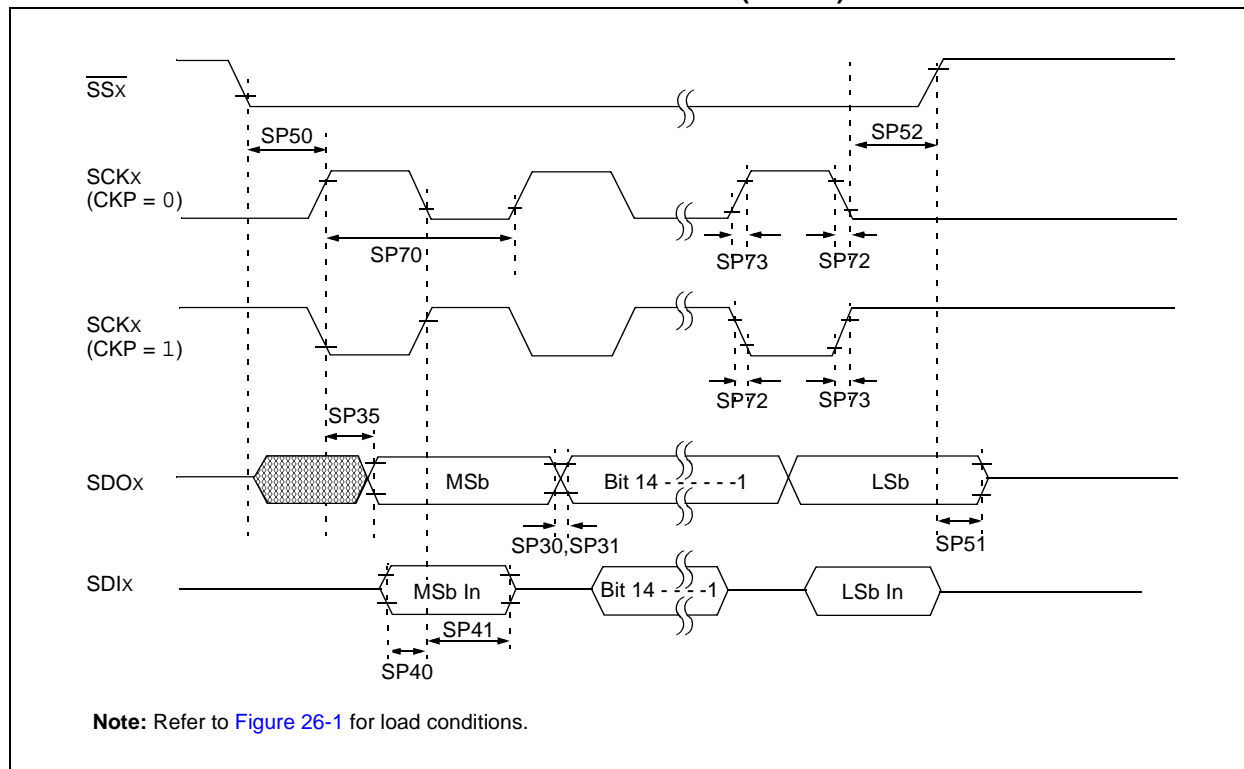 SSx
SP50
SP52
SCKx
(CKP = 0)
SP70
SP73
SP72
SCKx
(CKP = 1)
SP72
SP73
SP35
SDOx
MSb
Bit 14 - - - - - -1
LSb
SP30,SP31
SP51
SDIx
MSb In
Bit 14 - - - -1
LSb In
SP41
SP40
Note: Refer to Figure 26-1 for load conditions.